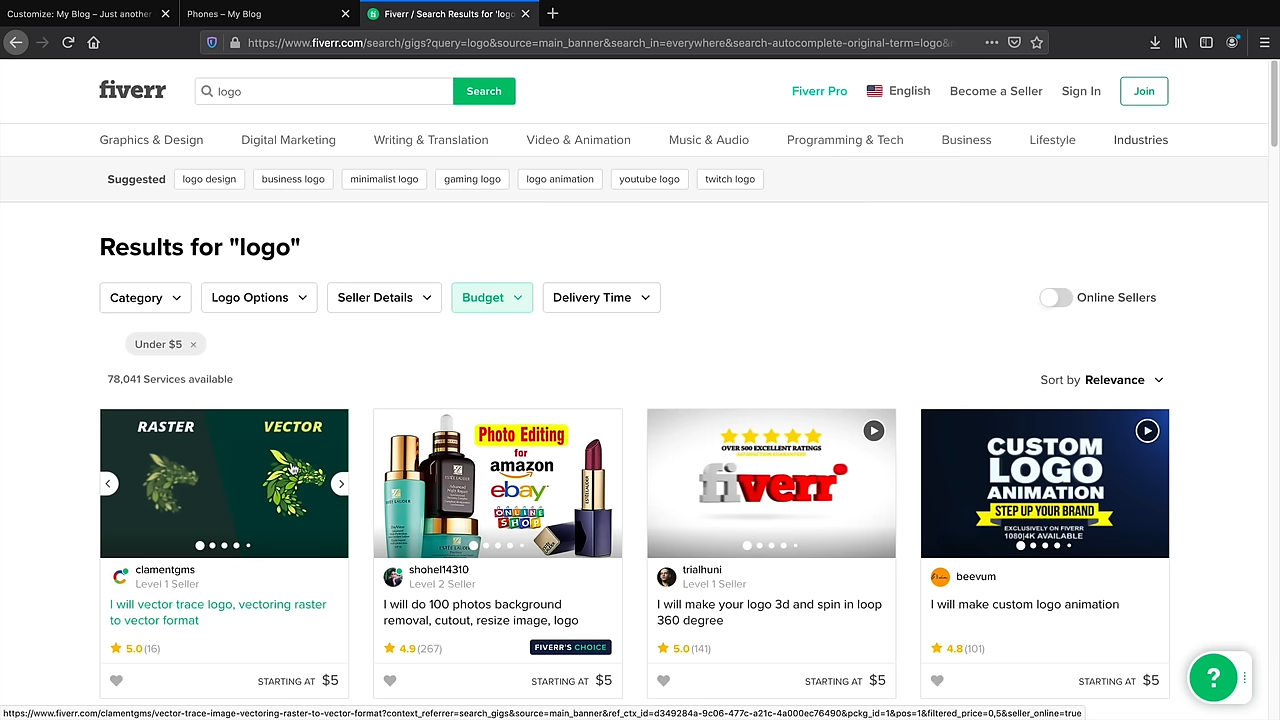 Customize: My Blog – Just another
Phones – My Blog
Fiverr / Search Results for 'logo
https://www.fiverr.com/search/gigs?query=logo&source=main_banner&search_in=everywhere&search-autocomplete-original-term=logo&
fiverr
logo
Search
Fiverr Pro
English
Become a Seller
Sign In
Join
Graphics & Design
Digital Marketing
Writing & Translation
Video & Animation
Music & Audio
Programming & Tech
Business
Lifestyle
Industries
Suggested
logo design
business logo
minimalist logo
gaming logo
logo animation
youtube logo
twitch logo
Results for "logo"
Category
Logo Options
Seller Details
Budget
Delivery Time
Online Sellers
Under $5 ×
78,041 Services available
Sort by Relevance
RASTER
VECTOR
clamentgms
Level 1 Seller
I will vector trace logo, vectoring raster
to vector format
5.0 (16)
STARTING AT $5
Photo Editing
for
amazon
ebay
ONLINE
SHOP
shohel14310
Level 2 Seller
I will do 100 photos background
removal, cutout, resize image, logo
4.9 (267)
FIVERR'S CHOICE
STARTING AT $5
OVER 500 EXCELLENT RATINGS
fiverr
trialhuni
Level 1 Seller
I will make your logo 3d and spin in loop
360 degree
5.0 (141)
STARTING AT $5
CUSTOM
LOGO
ANIMATION
STEP UP YOUR BRAND
EXCLUSIVELY ON FIVERR
1080|4K AVAILABLE
beevum
I will make custom logo animation
4.8 (101)
STARTING AT $5
?
https://www.fiverr.com/clamentgms/vector-trace-image-vectoring-raster-to-vector-format?context_referrer=search_gigs&source=main_banner&ref_ctx_id=d349284a-9c06-477c-a21c-4a000ec76490&pckg_id=1&pos=1&filtered_price=0,5&seller_online=true